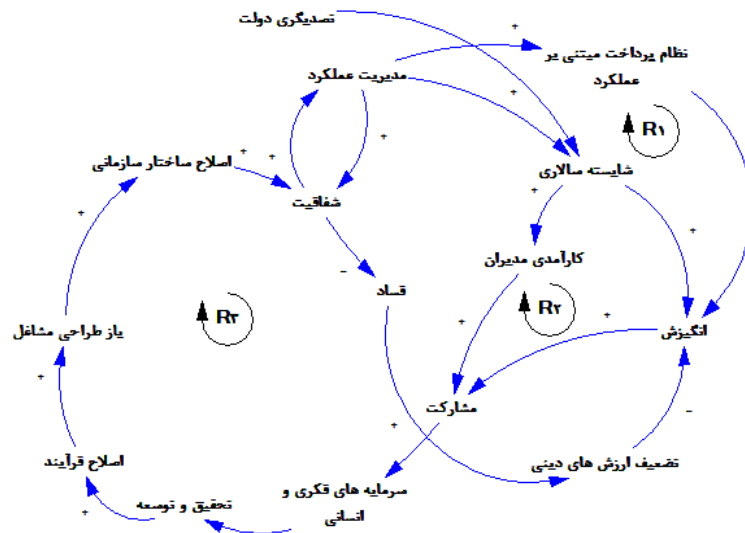 تصدیگری دولت
نظام پرداخت مبتنی بر
عملکرد
مدیریت عملکرد
R۱
اصلاح ساختار سازمانی
شایسته سالاری
شفافیت
کارآمدی مدیران
فساد
R۲
R۳
باز طراحی مشاغل
انگیزش
مشارکت
اصلاح فرآیند
تضعیف ارزش های دینی
سرمایه های فکری و
انسانی
تحقیق و توسعه
+
+
+
+
+
+
+
+
+
+
+
+
+
+
-
-